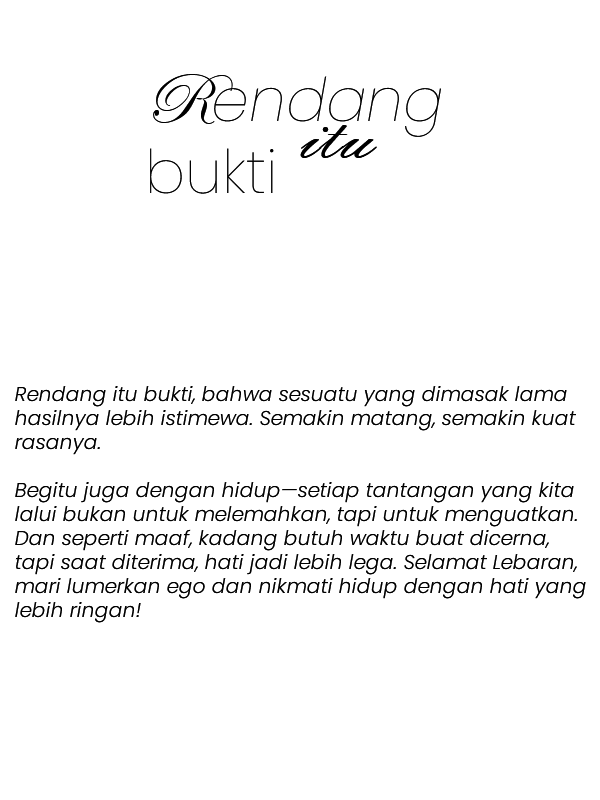 Rendang
itu
bukti
Rendang itu bukti, bahwa sesuatu yang dimasak lama
hasilnya lebih istimewa. Semakin matang, semakin kuat
rasanya.
Begitu juga dengan hidup—setiap tantangan yang kita
lalui bukan untuk melemahkan, tapi untuk menguatkan.
Dan seperti maaf, kadang butuh waktu buat dicerna,
tapi saat diterima, hati jadi lebih lega. Selamat Lebaran,
mari lumerkan ego dan nikmati hidup dengan hati yang
lebih ringan!